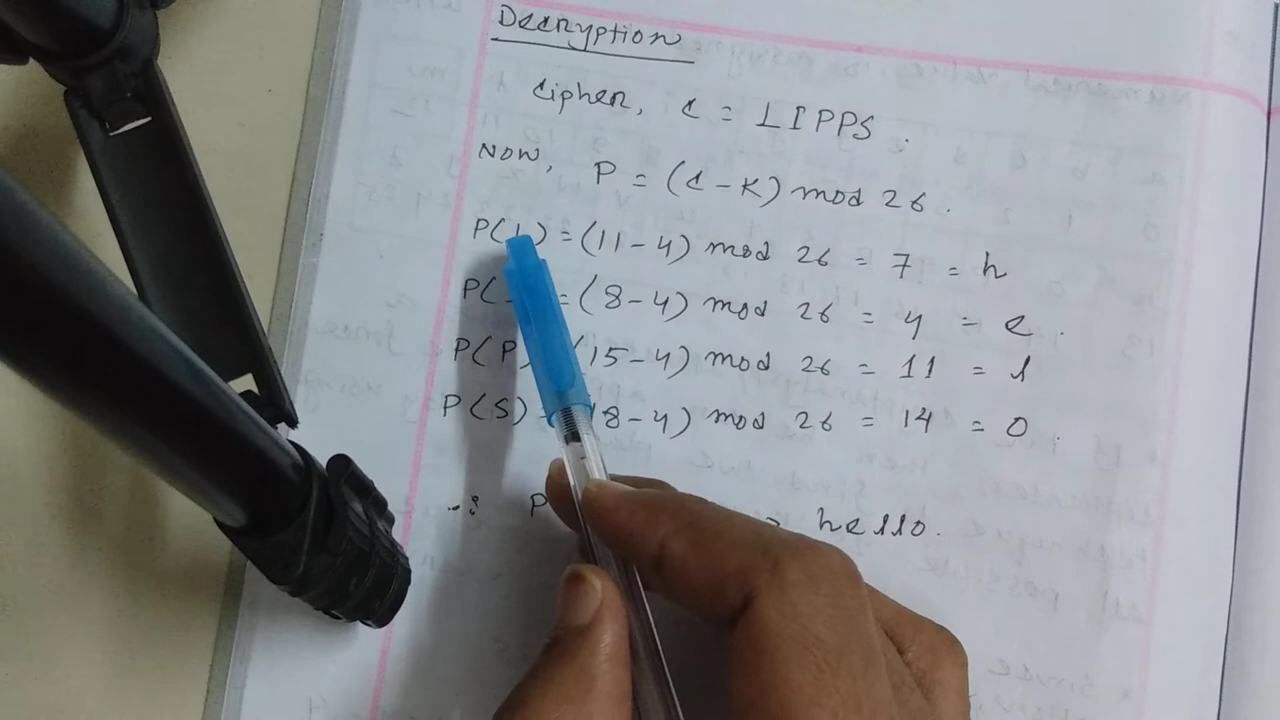 Decryption
Cipher, C = LIPPS.
Now, P = (C-K) mod 26.
P(L) = (11-4) mod 26 = 7 = h
P( = (8-4) mod 26 = 4 = e.
P(P (15-4) mod 26 = 11 = l
P(S) = 18-4) mod 26 = 14 = o.
∴ P hello.